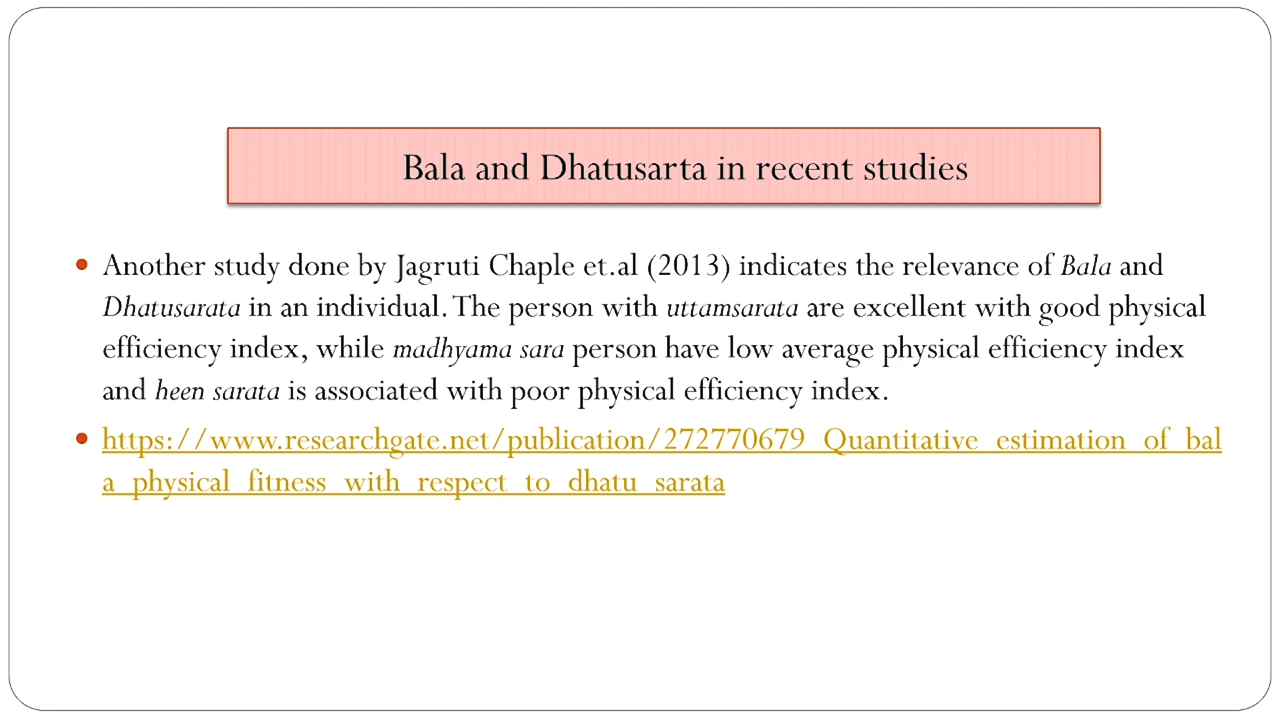 Bala and Dhatusarta in recent studies
Another study done by Jagruti Chaple et.al (2013) indicates the relevance of Bala and
Dhatusarata in an individual. The person with uttamsarata are excellent with good physical
efficiency index, while madhyama sara person have low average physical efficiency index
and heen sarata is associated with poor physical efficiency index.
https://www.researchgate.net/publication/272770679_Quantitative_estimation_of_bal
a_physical_fitness_with_respect_to_dhatu_sarata